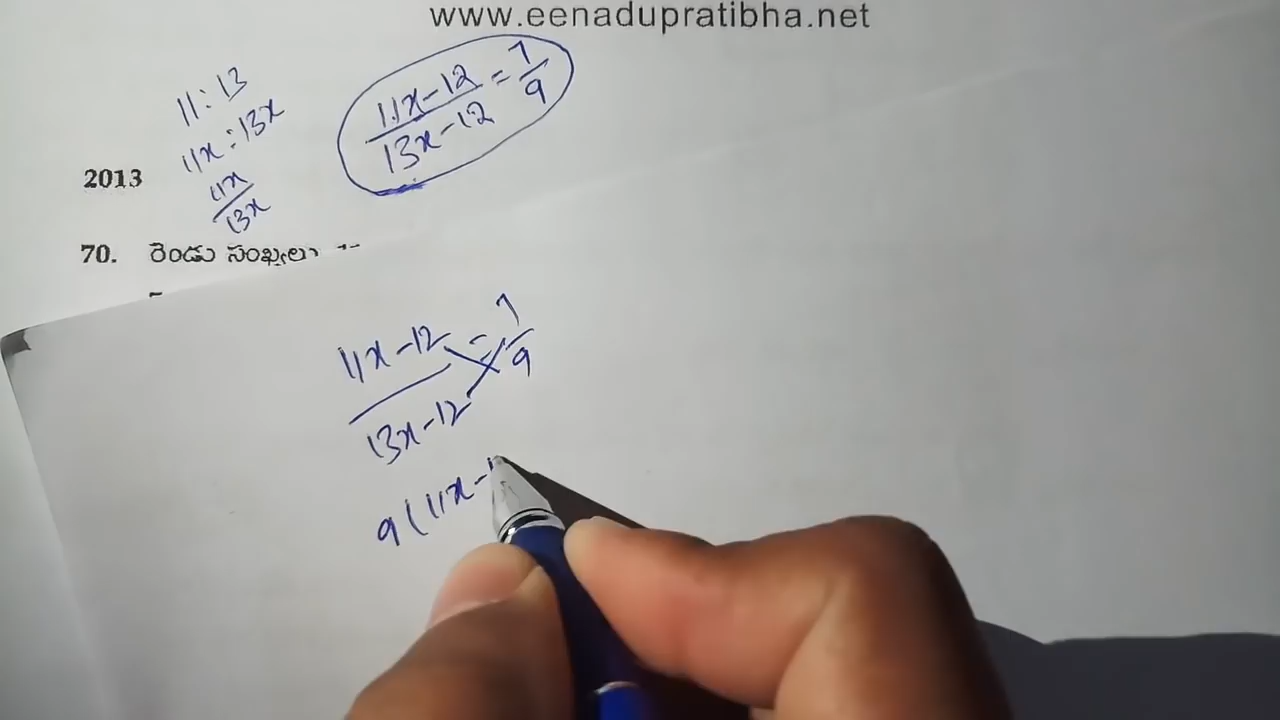 www.eenadupratibha.net
11:13
11x:13x
11x/13x
(11x-12)/(13x-12) = 7/9
2013
70. రెండు సంఖ్యలు
(11x-12)/(13x-12) = 7/9
9(11x-